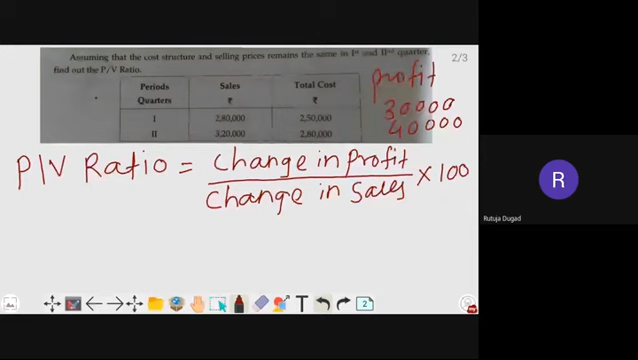 Assuming that the cost structure and selling prices remains the same in Iˢᵗ and IIⁿᵈ quarter,
find out the P/V Ratio.
2/3
Periods Sales Total Cost
Quarters ₹ ₹
I 2,80,000 2,50,000
II 3,20,000 2,80,000
profit
30000
40000
P/V Ratio = Change in Profit
Change in Sales × 100
R
Rutuja Dugad
T
2